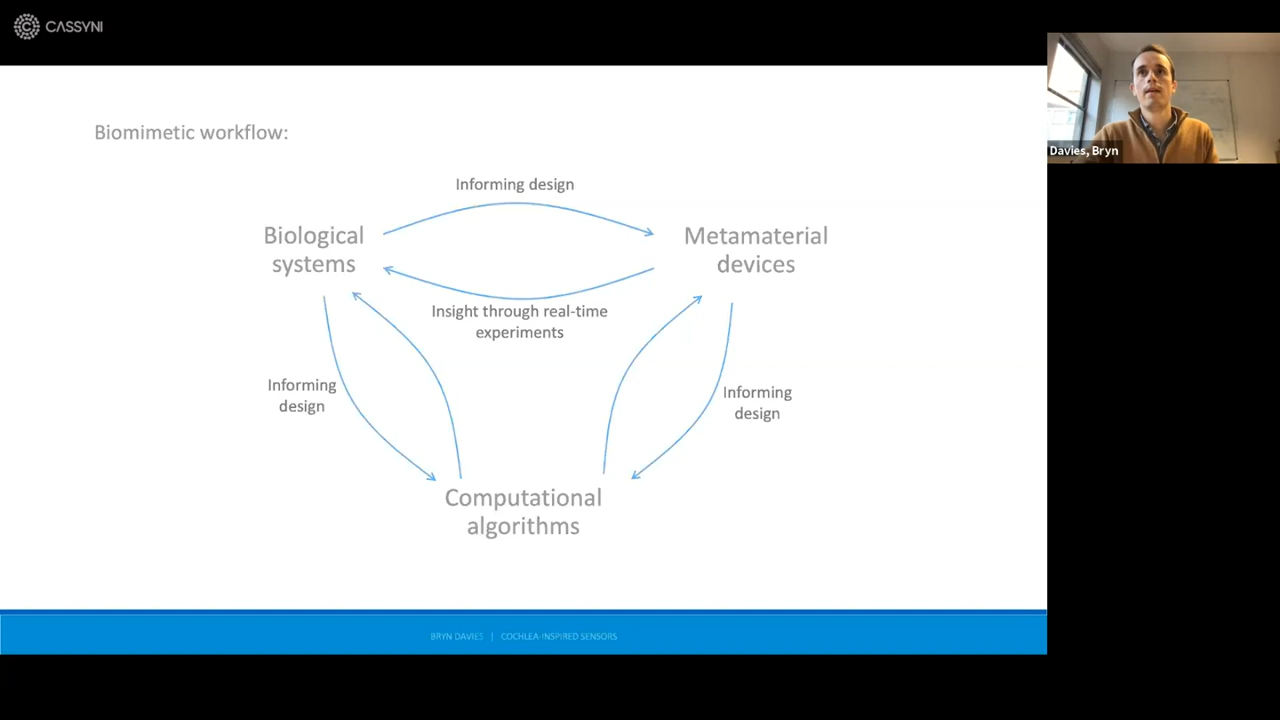 CASSYNI
Davies, Bryn
Biomimetic workflow:
Informing design
Biological
systems
Metamaterial
devices
Insight through real-time
experiments
Informing
design
Informing
design
Computational
algorithms
BRYN DAVIES | COCHLEA-INSPIRED SENSORS